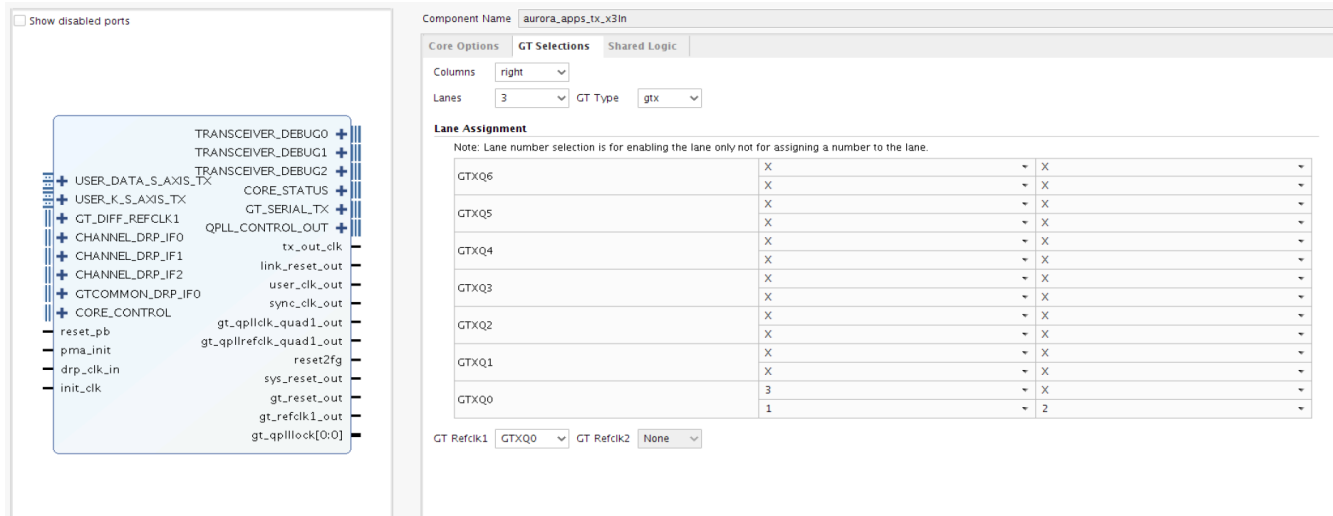 Show disabled ports
TRANSCEIVER_DEBUG0
TRANSCEIVER_DEBUG1
TRANSCEIVER_DEBUG2
USER_DATA_S_AXIS_TX
CORE_STATUS
USER_K_S_AXIS_TX
GT_SERIAL_TX
GT_DIFF_REFCLK1
QPLL_CONTROL_OUT
CHANNEL_DRP_IF0
tx_out_clk
CHANNEL_DRP_IF1
link_reset_out
CHANNEL_DRP_IF2
user_clk_out
GTCOMMON_DRP_IF0
sync_clk_out
CORE_CONTROL
gt_qpllclk_quad1_out
reset_pb
gt_qpllrefclk_quad1_out
pma_init
reset2fg
drp_clk_in
sys_reset_out
init_clk
gt_reset_out
gt_refclk1_out
gt_qplllock[0:0]
Component Name aurora_apps_tx_x3ln
Core Options GT Selections Shared Logic
Columns right
Lanes 3 GT Type gtx
Lane Assignment
Note: Lane number selection is for enabling the lane only not for assigning a number to the lane.
GTXQ6
X X
X X
GTXQ5
X X
X X
GTXQ4
X X
X X
GTXQ3
X X
X X
GTXQ2
X X
X X
GTXQ1
X X
X X
GTXQ0
3 X
1 2
GT Refclk1 GTXQ0 GT Refclk2 None